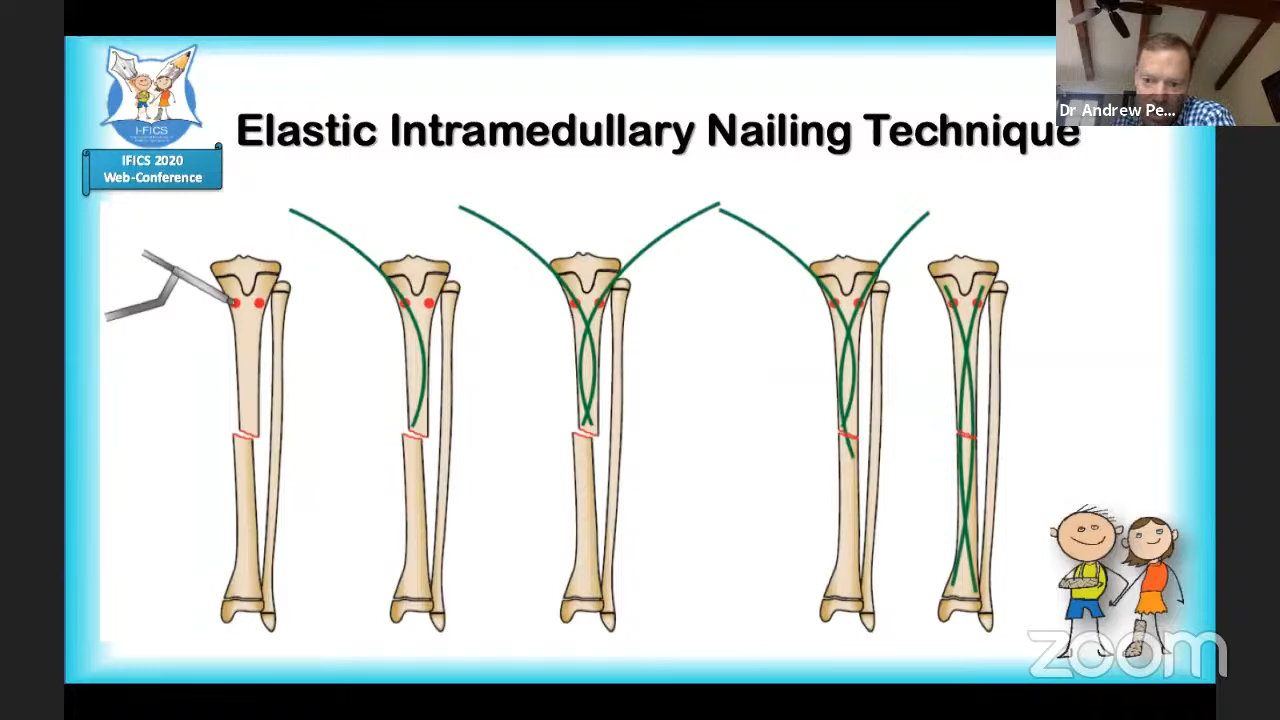 Dr Andrew Pe...
Elastic Intramedullary Nailing Technique
I-FICS
IFICS 2020
Web-Conference
zoom